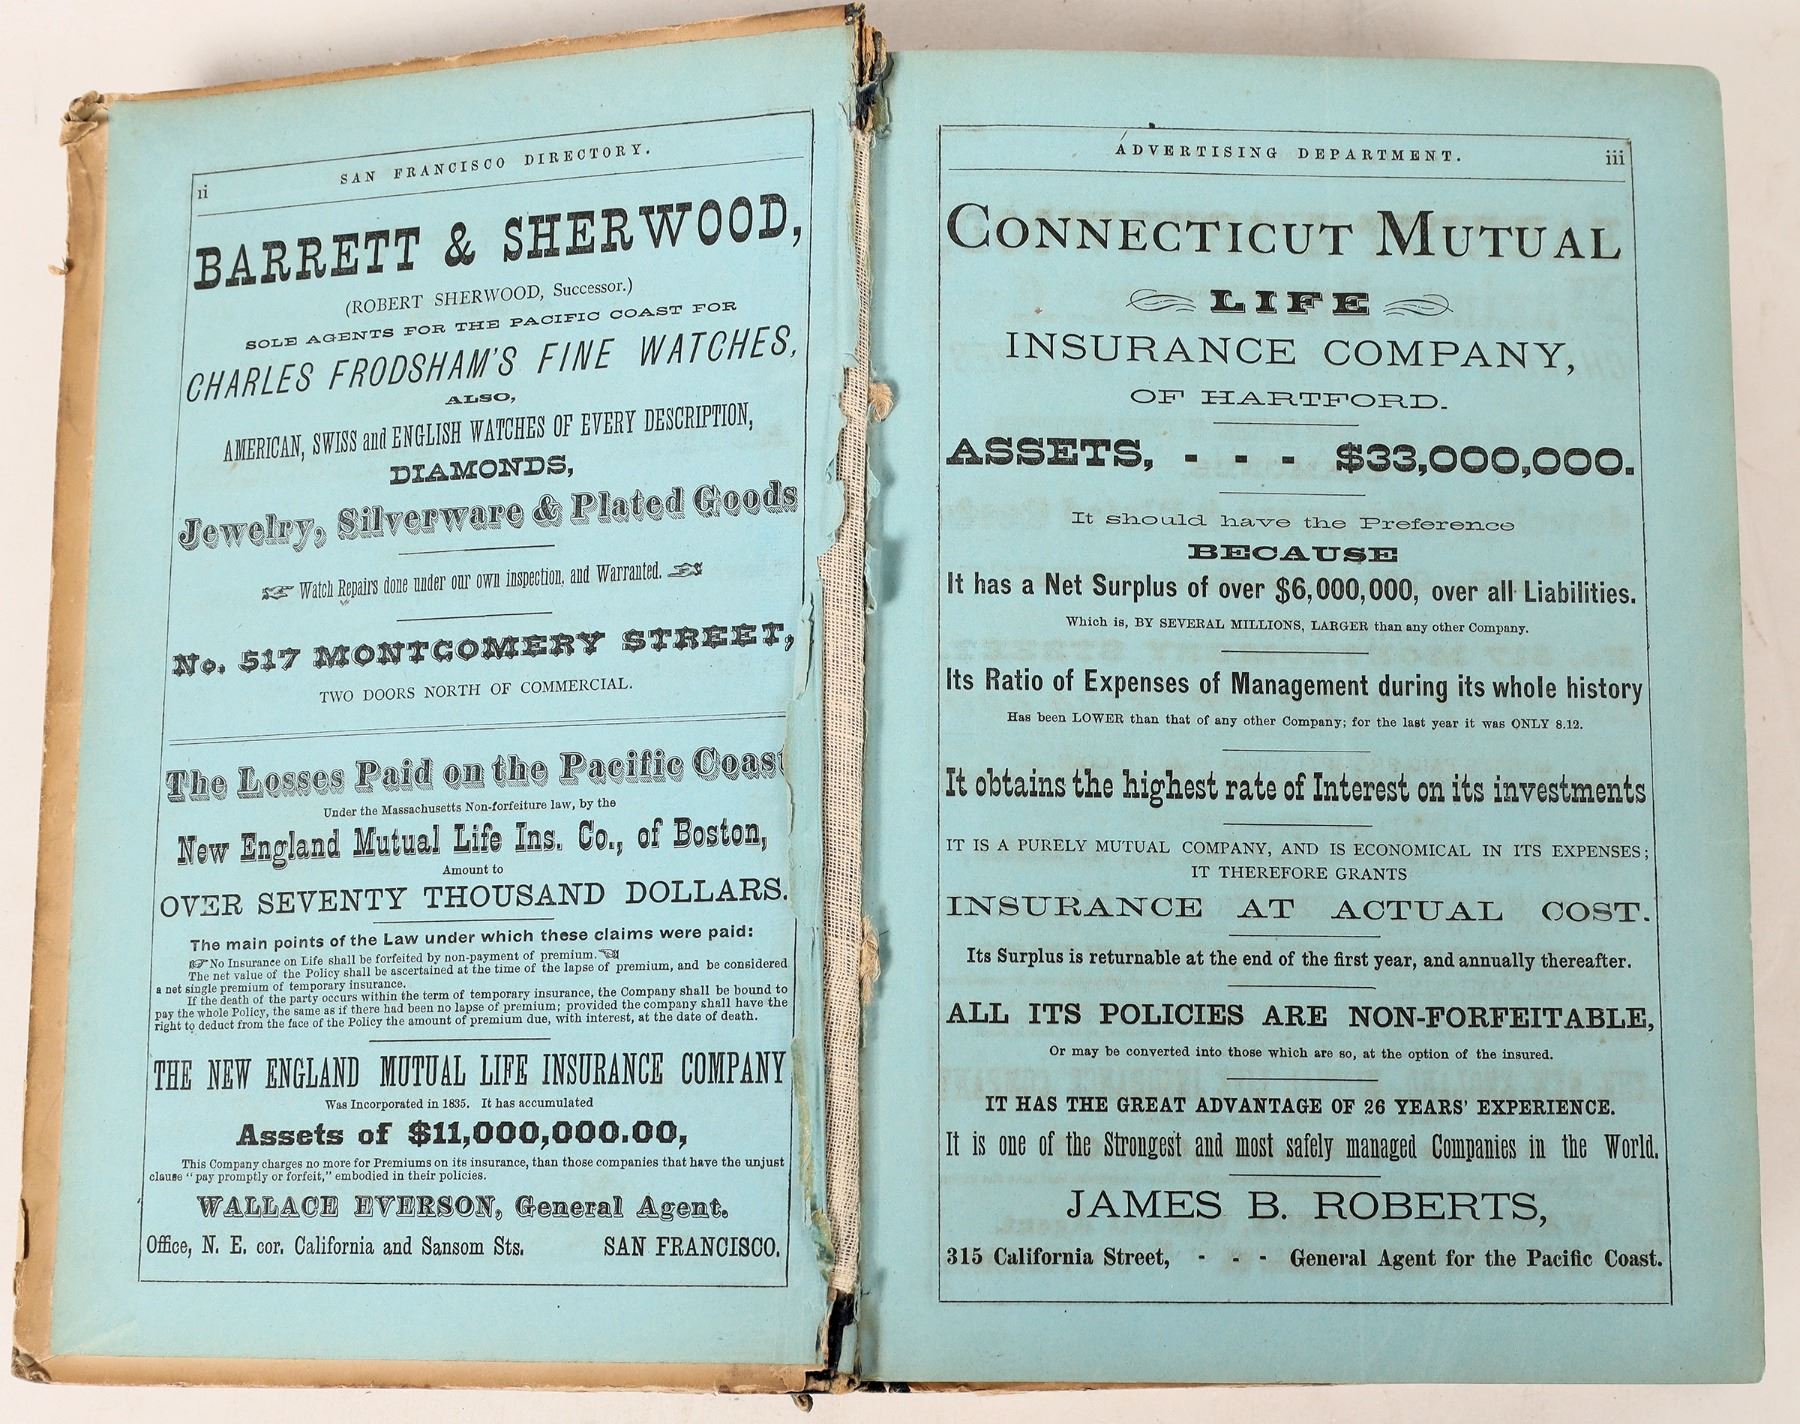 ii
SAN FRANCISCO DIRECTORY.
BARRETT & SHERWOOD,
(ROBERT SHERWOOD, Successor.)
SOLE AGENTS FOR THE PACIFIC COAST FOR
CHARLES FRODSHAM'S FINE WATCHES,
ALSO,
AMERICAN, SWISS and ENGLISH WATCHES OF EVERY DESCRIPTION,
DIAMONDS,
Jewelry, Silverware & Plated Goods
Watch Repairs done under our own inspection, and Warranted.
No. 517 MONTGOMERY STREET,
TWO DOORS NORTH OF COMMERCIAL.
The Losses Paid on the Pacific Coast
Under the Massachusetts Non-forfeiture law, by the
New England Mutual Life Ins. Co., of Boston,
Amount to
OVER SEVENTY THOUSAND DOLLARS.
The main points of the Law under which these claims were paid:
No Insurance on Life shall be forfeited by non-payment of premium.
The net value of the Policy shall be ascertained at the time of the lapse of premium, and be considered
a net single premium of temporary insurance.
If the death of the party occurs within the term of temporary insurance, the Company shall be bound to
pay the whole Policy, the same as if there had been no lapse of premium; provided the company shall have the
right to deduct from the face of the Policy the amount of premium due, with interest, at the date of death.
THE NEW ENGLAND MUTUAL LIFE INSURANCE COMPANY
Was Incorporated in 1835. It has accumulated
Assets of $11,000,000.00,
This Company charges no more for Premiums on its insurance, than those companies that have the unjust
clause "pay promptly or forfeit," embodied in their policies.
WALLACE EVERSON, General Agent.
Office, N. E. cor. California and Sansom Sts. SAN FRANCISCO.
ADVERTISING DEPARTMENT. iii
CONNECTICUT MUTUAL
LIFE
INSURANCE COMPANY,
OF HARTFORD.
ASSETS, - - - $33,000,000.
It should have the Preference
BECAUSE
It has a Net Surplus of over $6,000,000, over all Liabilities.
Which is, BY SEVERAL MILLIONS, LARGER than any other Company.
Its Ratio of Expenses of Management during its whole history
Has been LOWER than that of any other Company; for the last year it was ONLY 8.12.
It obtains the highest rate of Interest on its investments
IT IS A PURELY MUTUAL COMPANY, AND IS ECONOMICAL IN ITS EXPENSES;
IT THEREFORE GRANTS
INSURANCE AT ACTUAL COST.
Its Surplus is returnable at the end of the first year, and annually thereafter.
ALL ITS POLICIES ARE NON-FORFEITABLE,
Or may be converted into those which are so, at the option of the insured.
IT HAS THE GREAT ADVANTAGE OF 26 YEARS' EXPERIENCE.
It is one of the Strongest and most safely managed Companies in the World.
JAMES B. ROBERTS,
315 California Street, - - - General Agent for the Pacific Coast.